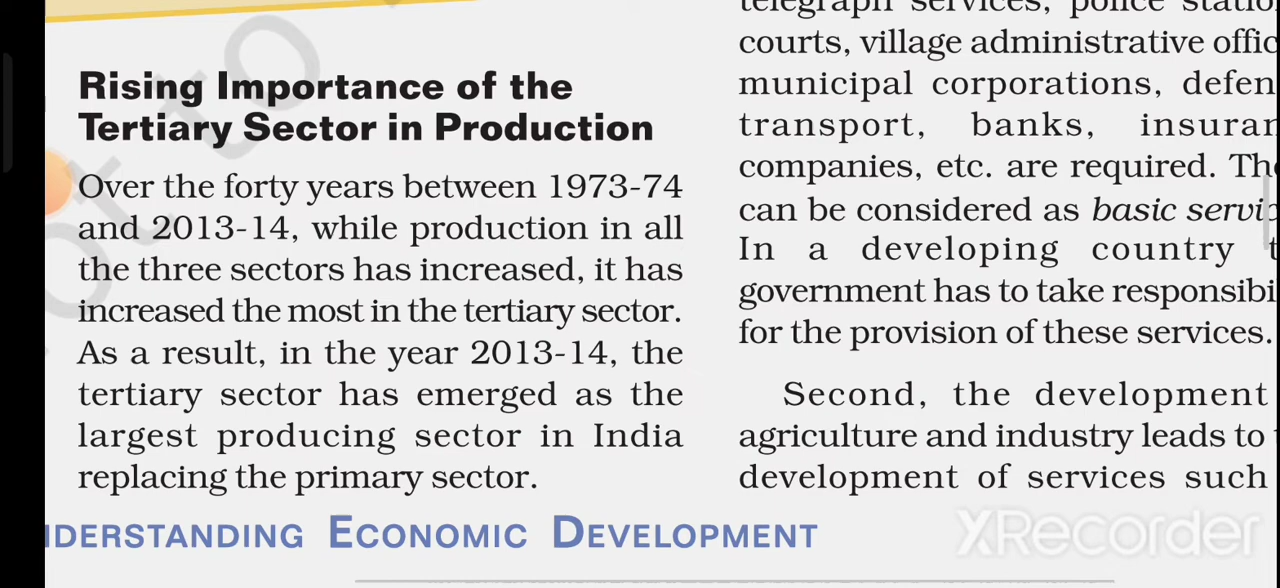 Rising Importance of the
Tertiary Sector in Production
Over the forty years between 1973-74
and 2013-14, while production in all
the three sectors has increased, it has
increased the most in the tertiary sector.
As a result, in the year 2013-14, the
tertiary sector has emerged as the
largest producing sector in India
replacing the primary sector.
telegraph services, police
courts, village administrative
municipal corporations,
transport, banks,
companies, etc. are required.
can be considered as basic
In a developing country
government has to take
for the provision of these services.
Second, the development
agriculture and industry leads to
development of services such
ECONOMIC DEVELOPMENT
XRecorder
to